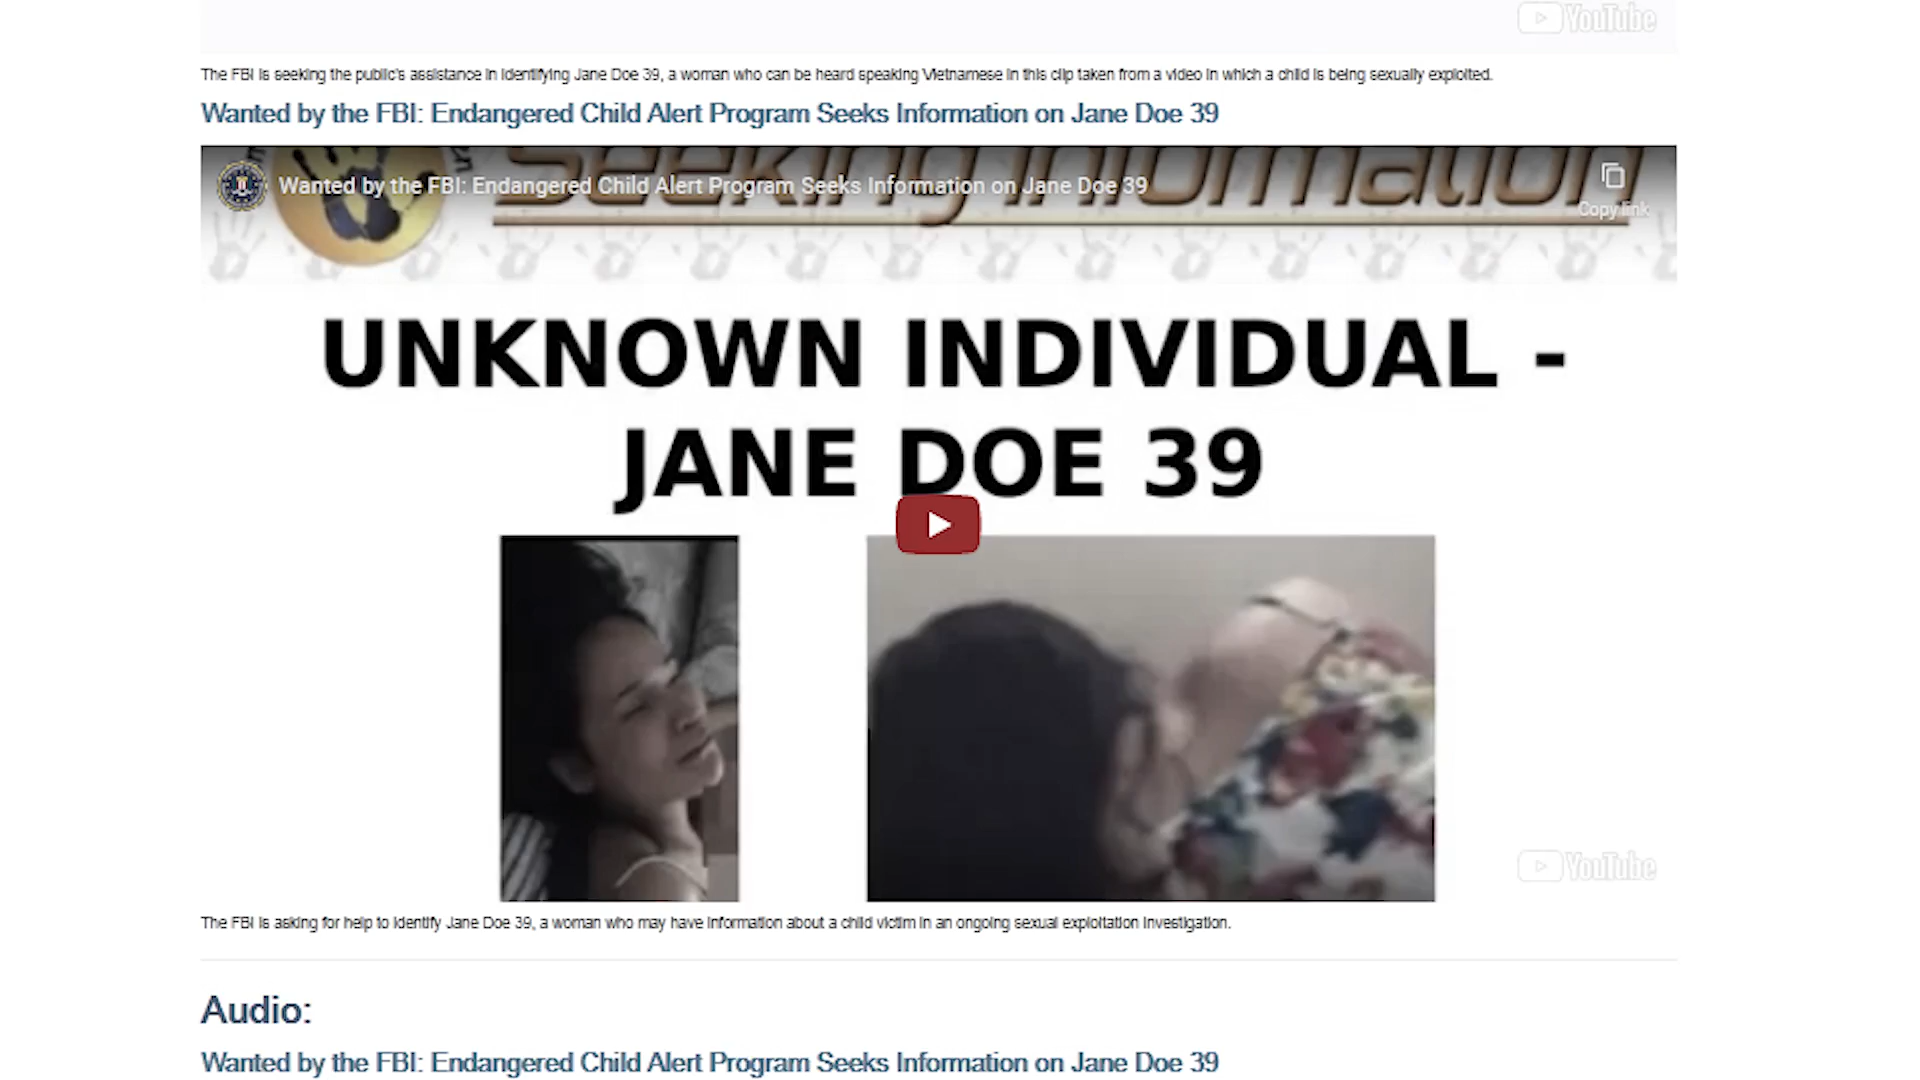 YouTube
The FBI is seeking the public's assistance in identifying Jane Doe 39, a woman who can be heard speaking Vietnamese in this clip taken from a video in which a child is being sexually exploited.
Wanted by the FBI: Endangered Child Alert Program Seeks Information on Jane Doe 39
Seeking Information
Wanted by the FBI: Endangered Child Alert Program Seeks Information on Jane Doe 39
Copy link
UNKNOWN INDIVIDUAL -
JANE DOE 39
YouTube
The FBI is asking for help to identify Jane Doe 39, a woman who may have information about a child victim in an ongoing sexual exploitation investigation.
Audio:
Wanted by the FBI: Endangered Child Alert Program Seeks Information on Jane Doe 39